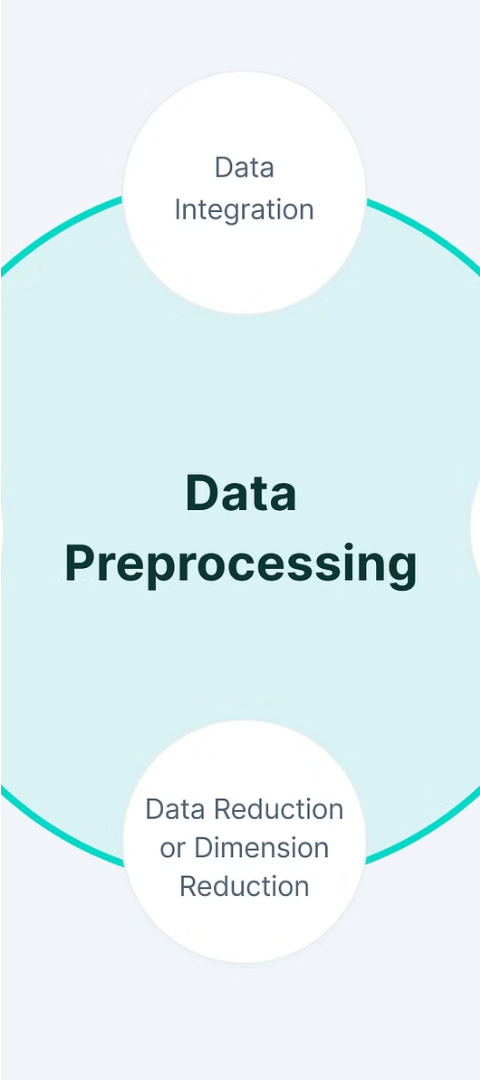 Data
Integration
Data
Preprocessing
Data Reduction
or Dimension
Reduction